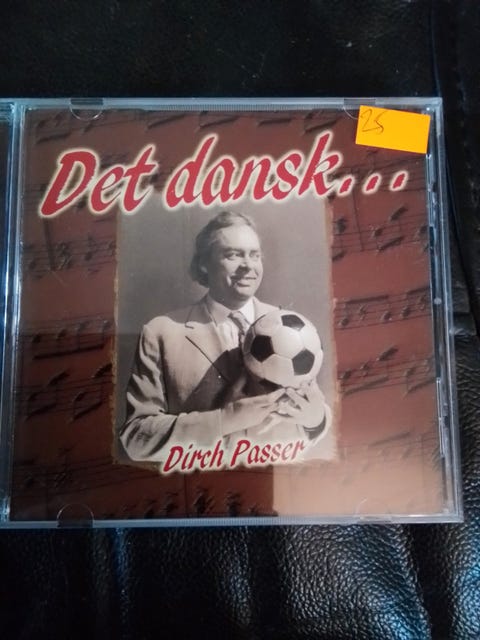 Det dansk...
25
Dirch Passer